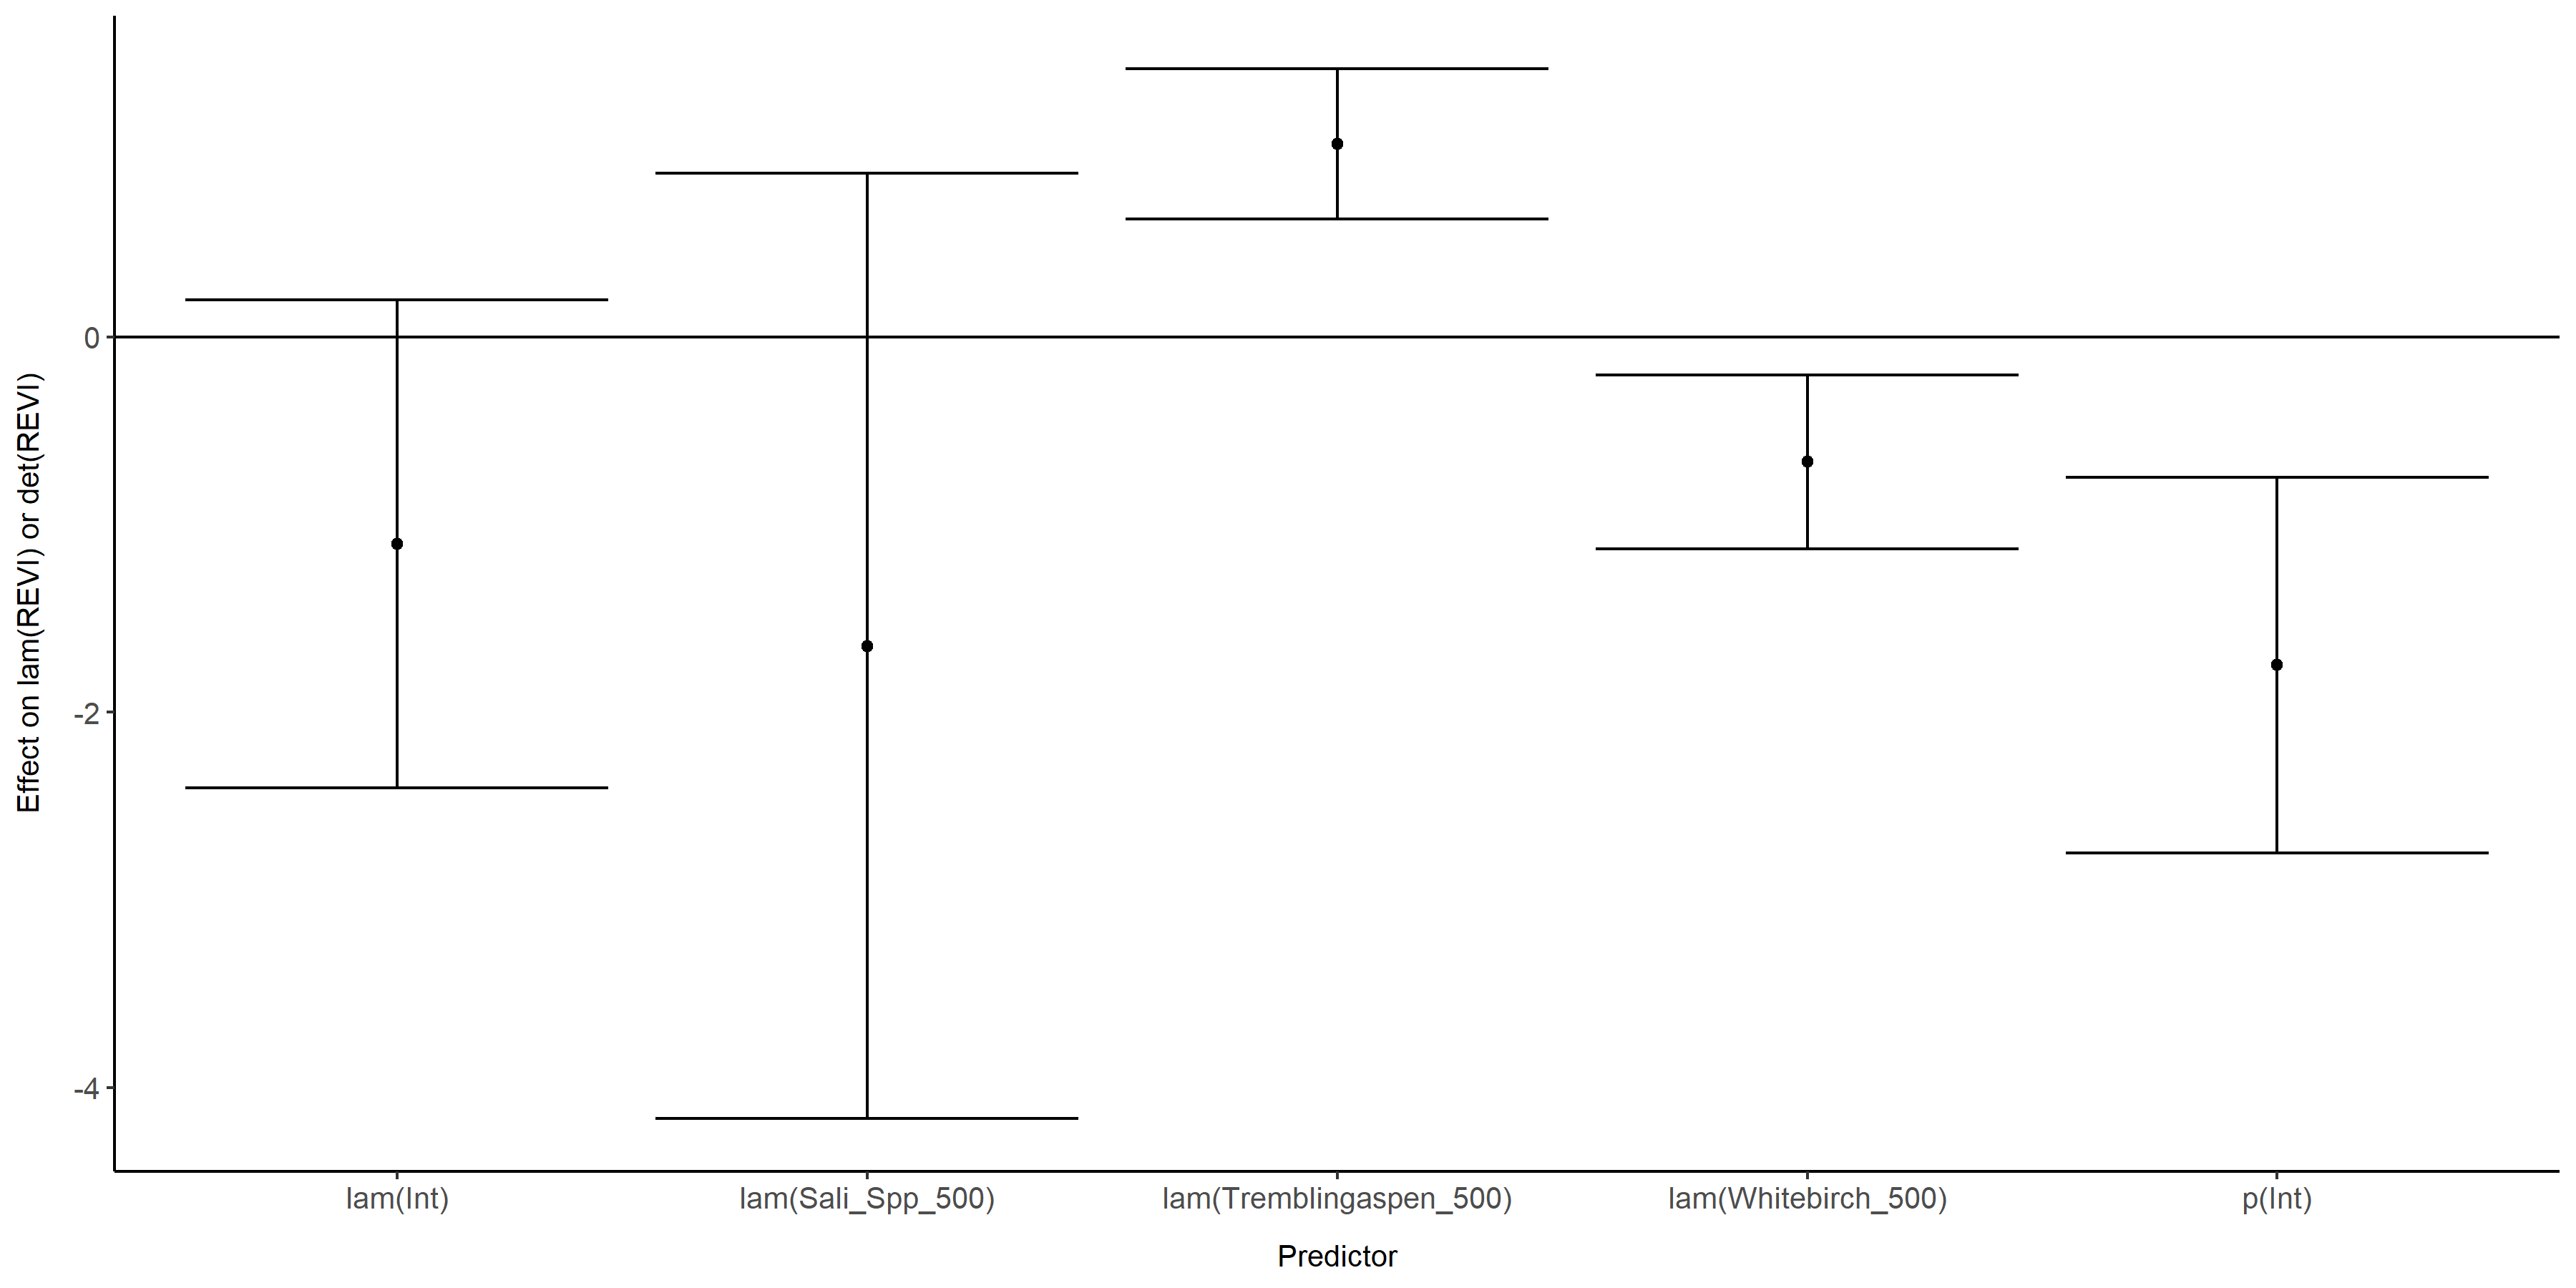 Effect on lam(REVI) or det(REVI)
0
-2
-4
lam(Int)
lam(Sali_Spp_500)
lam(Tremblingaspen_500)
lam(Whitebirch_500)
p(Int)
Predictor